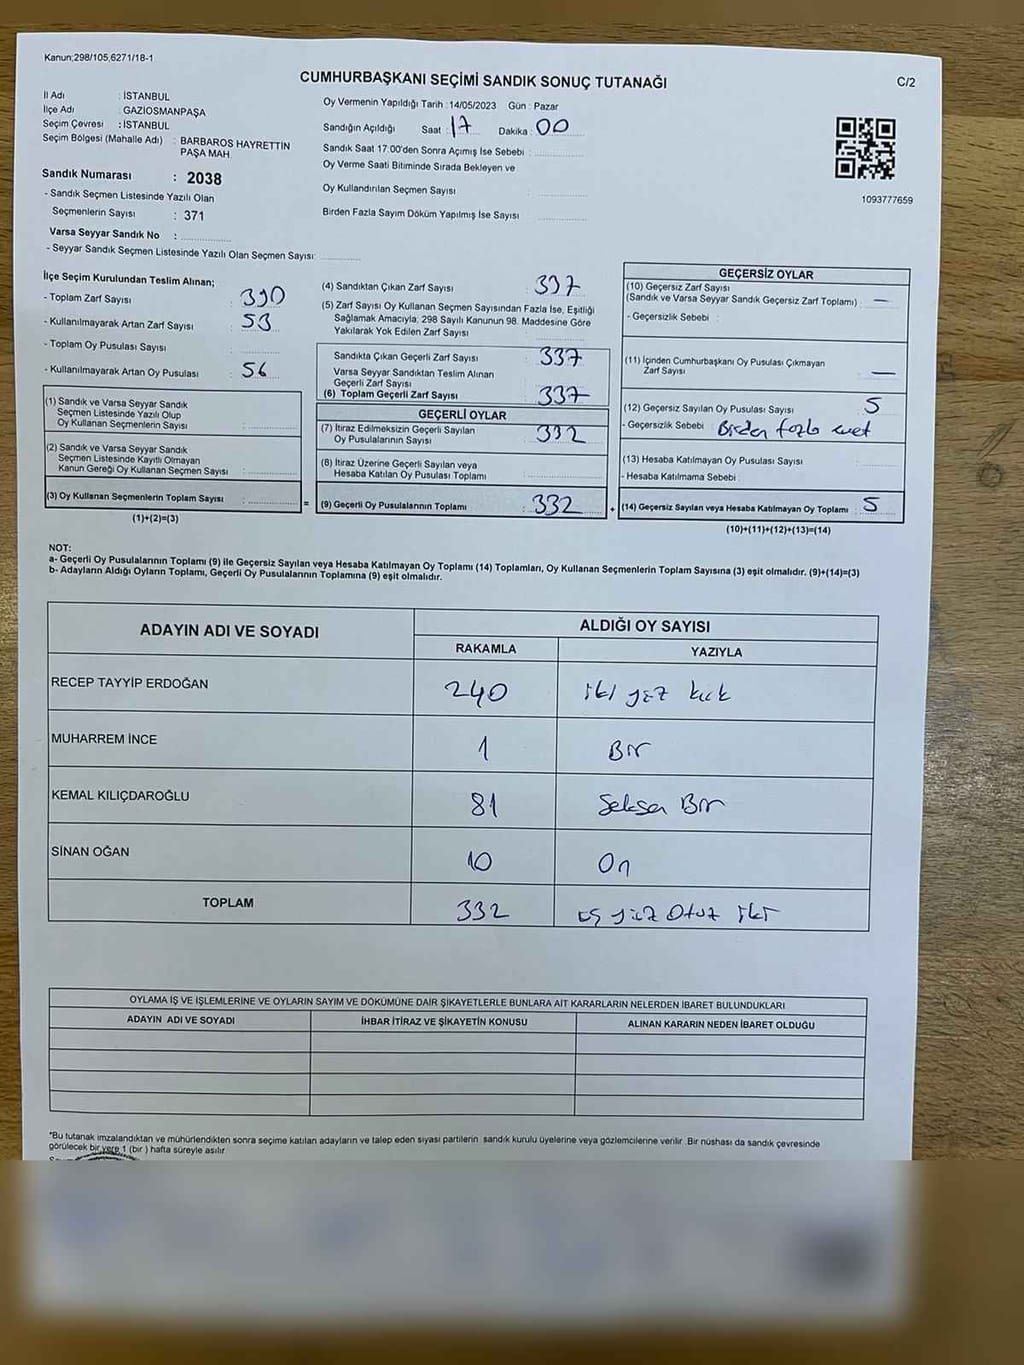 Kanun;298/105;6271/18-1
CUMHURBAŞKANI SEÇİMİ SANDIK SONUÇ TUTANAĞI
C/2
İl Adı : İSTANBUL
İlçe Adı : GAZİOSMANPAŞA
Seçim Çevresi : İSTANBUL
Seçim Bölgesi (Mahalle Adı) : BARBAROS HAYRETTİN
PAŞA MAH.
Sandık Numarası : 2038
- Sandık Seçmen Listesinde Yazılı Olan
Seçmenlerin Sayısı : 371
Varsa Seyyar Sandık No :
- Seyyar Sandık Seçmen Listesinde Yazılı Olan Seçmen Sayısı:
Oy Vermenin Yapıldığı Tarih :14/05/2023 Gün : Pazar
Sandığın Açıldığı Saat : 17 Dakika : 00
Sandık Saat 17:00'den Sonra Açımış İse Sebebi :
Oy Verme Saati Bitiminde Sırada Bekleyen ve
Oy Kullandırılan Seçmen Sayısı :
Birden Fazla Sayım Döküm Yapılmış İse Sayısı
1093777659
İlçe Seçim Kurulundan Teslim Alınan;
- Toplam Zarf Sayısı : 390
- Kullanılmayarak Artan Zarf Sayısı : 53
- Toplam Oy Pusulası Sayısı :
- Kullanılmayarak Artan Oy Pusulası : 56
(1) Sandık ve Varsa Seyyar Sandık
Seçmen Listesinde Yazılı Olup
Oy Kullanan Seçmenlerin Sayısı :
(2) Sandık ve Varsa Seyyar Sandık
Seçmen Listesinde Kayıtlı Olmayan
Kanun Gereği Oy Kullanan Seçmen Sayısı :
(3) Oy Kullanan Seçmenlerin Toplam Sayısı : =
(1)+(2)=(3)
(4) Sandıktan Çıkan Zarf Sayısı : 337
(5) Zarf Sayısı Oy Kullanan Seçmen Sayısından Fazla İse, Eşitliği
Sağlamak Amacıyla; 298 Sayılı Kanunun 98. Maddesine Göre
Yakılarak Yok Edilen Zarf Sayısı
Sandıkta Çıkan Geçerli Zarf Sayısı : 337
Varsa Seyyar Sandıktan Teslim Alınan
Geçerli Zarf Sayısı
(6) Toplam Geçerli Zarf Sayısı : 337
GEÇERLİ OYLAR
(7) İtiraz Edilmeksizin Geçerli Sayılan
Oy Pusulalarının Sayısı : 332
(8) İtiraz Üzerine Geçerli Sayılan veya
Hesaba Katılan Oy Pusulası Toplamı :
(9) Geçerli Oy Pusulalarının Toplamı : 332 +
GEÇERSİZ OYLAR
(10) Geçersiz Zarf Sayısı
(Sandık ve Varsa Seyyar Sandık Geçersiz Zarf Toplamı) : —
- Geçersizlik Sebebi :
(11) İçinden Cumhurbaşkanı Oy Pusulası Çıkmayan
Zarf Sayısı : —
(12) Geçersiz Sayılan Oy Pusulası Sayısı : 5
- Geçersizlik Sebebi : Birden fazla evet
(13) Hesaba Katılmayan Oy Pusulası Sayısı :
- Hesaba Katılmama Sebebi :
(14) Geçersiz Sayılan veya Hesaba Katılmayan Oy Toplamı : 5
(10)+(11)+(12)+(13)=(14)
NOT:
a- Geçerli Oy Pusulalarının Toplamı (9) ile Geçersiz Sayılan veya Hesaba Katılmayan Oy Toplamı (14) Toplamları, Oy Kullanan Seçmenlerin Toplam Sayısına (3) eşit olmalıdır. (9)+(14)=(3)
b- Adayların Aldığı Oyların Toplamı, Geçerli Oy Pusulalarının Toplamına (9) eşit olmalıdır.
ADAYIN ADI VE SOYADI ALDIĞI OY SAYISI
RAKAMLA YAZIYLA
RECEP TAYYİP ERDOĞAN 240 iki yüz kırk
MUHARREM İNCE 1 Bir
KEMAL KILIÇDAROĞLU 81 Seksen Bir
SİNAN OĞAN 10 On
TOPLAM 332 üç yüz Otuz iki
OYLAMA İŞ VE İŞLEMLERİNE VE OYLARIN SAYIM VE DÖKÜMÜNE DAİR ŞİKAYETLERLE BUNLARA AİT KARARLARIN NELERDEN İBARET BULUNDUKLARI
ADAYIN ADI VE SOYADI İHBAR İTİRAZ VE ŞİKAYETİN KONUSU ALINAN KARARIN NEDEN İBARET OLDUĞU
*Bu tutanak imzalandıktan ve mühürlendikten sonra seçime katılan adayların ve talep eden siyasi partilerin sandık kurulu üyelerine veya gözlemcilerine verilir. Bir nüshası da sandık çevresinde
görülecek bir yere 1 (bir ) hafta süreyle asılır